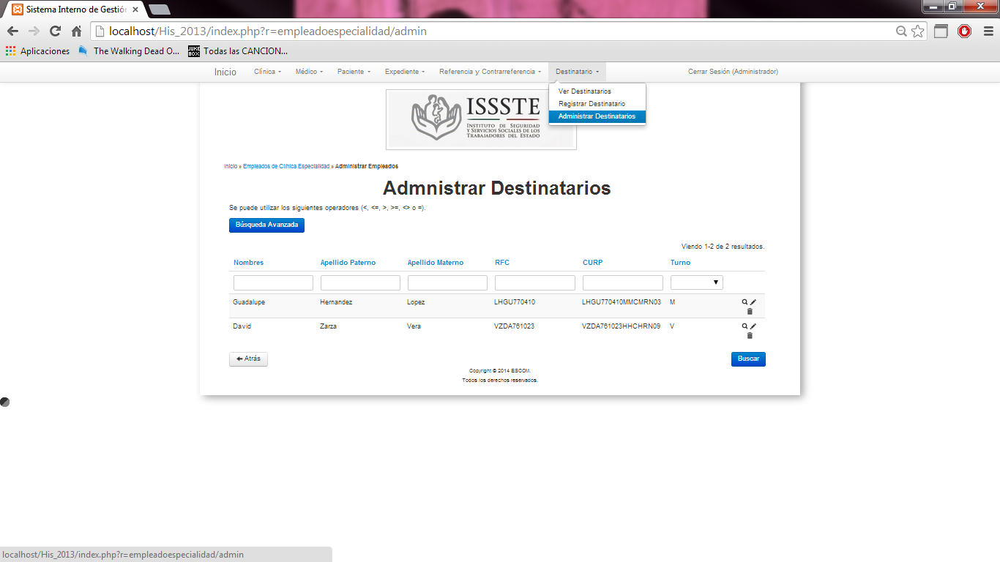 Sistema Interno de Gestión
localhost/His_2013/index.php?r=empleadoespecialidad/admin
Aplicaciones The Walking Dead O... JUKE BOX Todas las CANCION...
Inicio Clínica Médico Paciente Expediente Referencia y Contrarreferencia Destinatario Cerrar Sesión (Administrador)
Ver Destinatarios
Registrar Destinatario
Administrar Destinatarios
ISSSTE
INSTITUTO DE SEGURIDAD
Y SERVICIOS SOCIALES DE LOS
TRABAJADORES DEL ESTADO
Inicio » Empleados de Clíhica Especialidad » Administrar Empleados
Admnistrar Destinatarios
Se puede utilizar los siguientes operadores (<, <=, >, >=, <> o =).
Búsqueda Avanzada
Viendo 1-2 de 2 resultados.
Nombres Apellido Paterno Apellido Materno RFC CURP Turno
Guadalupe Hernandez Lopez LHGU770410 LHGU770410MMCMRN03 M
David Zarza Vera VZDA761023 VZDA761023HHCHRN09 V
Atrás Buscar
Copyright © 2014 ESCOM.
Todos los derechos reservados.
localhost/His_2013/index.php?r=empleadoespecialidad/admin